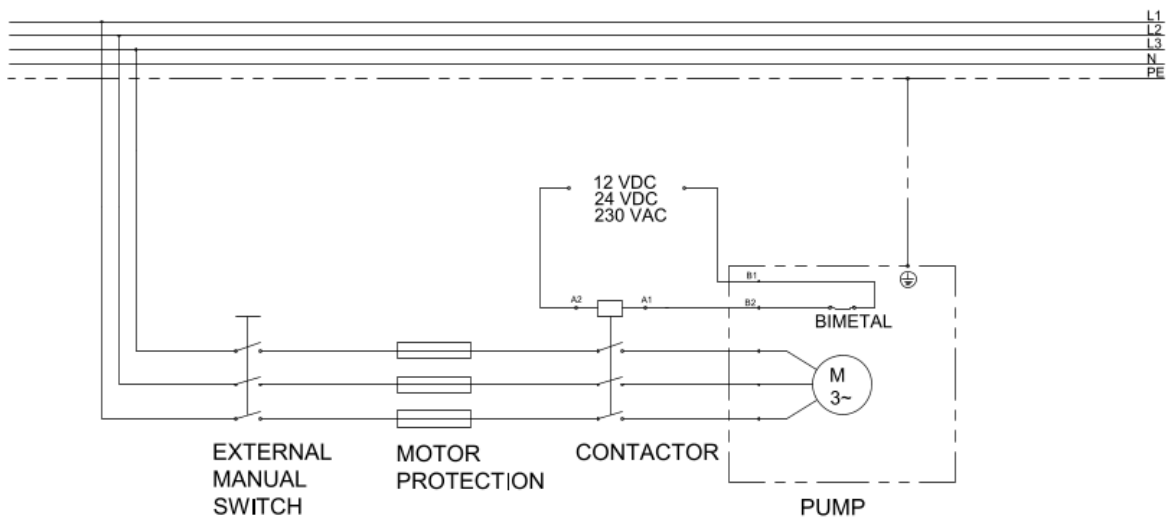 L1
L2
L3
N
PE
12 VDC
24 VDC
230 VAC
B1
A2
A1
B2
BIMETAL
M
3~
EXTERNAL
MANUAL
SWITCH
MOTOR
PROTECTION
CONTACTOR
PUMP